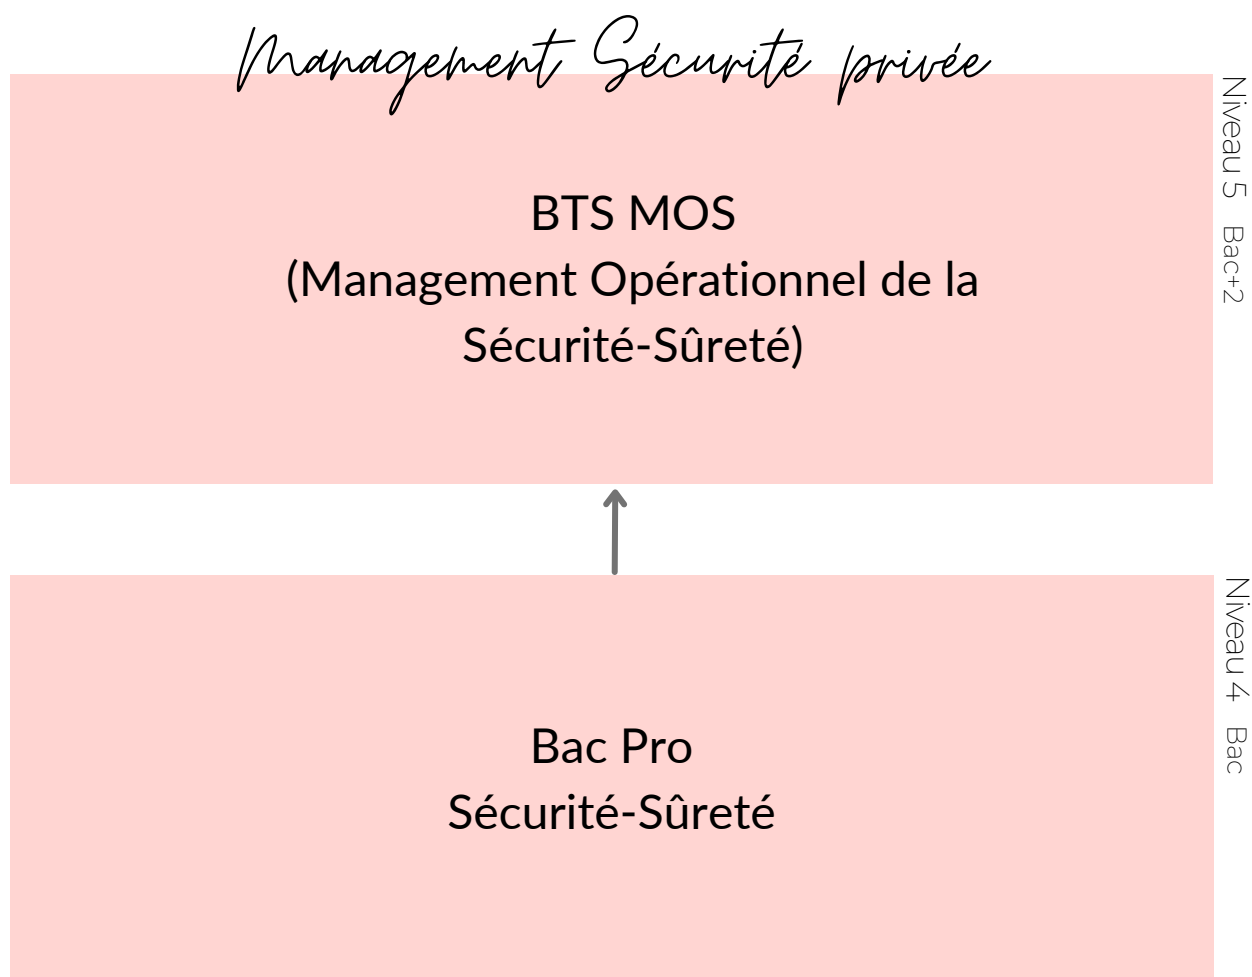 Management Sécurité privée
BTS MOS
(Management Opérationnel de la
Sécurité-Sûreté)
Niveau 5 Bac+2
Bac Pro
Sécurité-Sûreté
Niveau 4 Bac